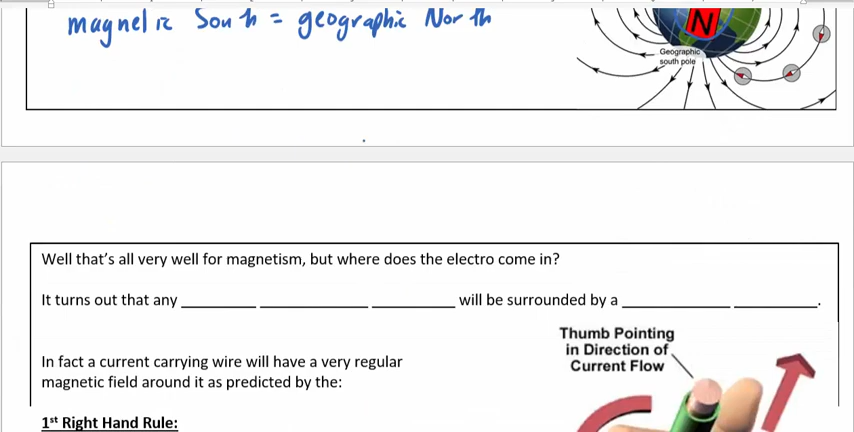 magnetic South = geographic North
N
Geographic
south pole
Well that's all very well for magnetism, but where does the electro come in?
It turns out that any ________ ________ ________ will be surrounded by a ________ ________.
Thumb Pointing
in Direction of
Current Flow
In fact a current carrying wire will have a very regular
magnetic field around it as predicted by the:
1st Right Hand Rule: